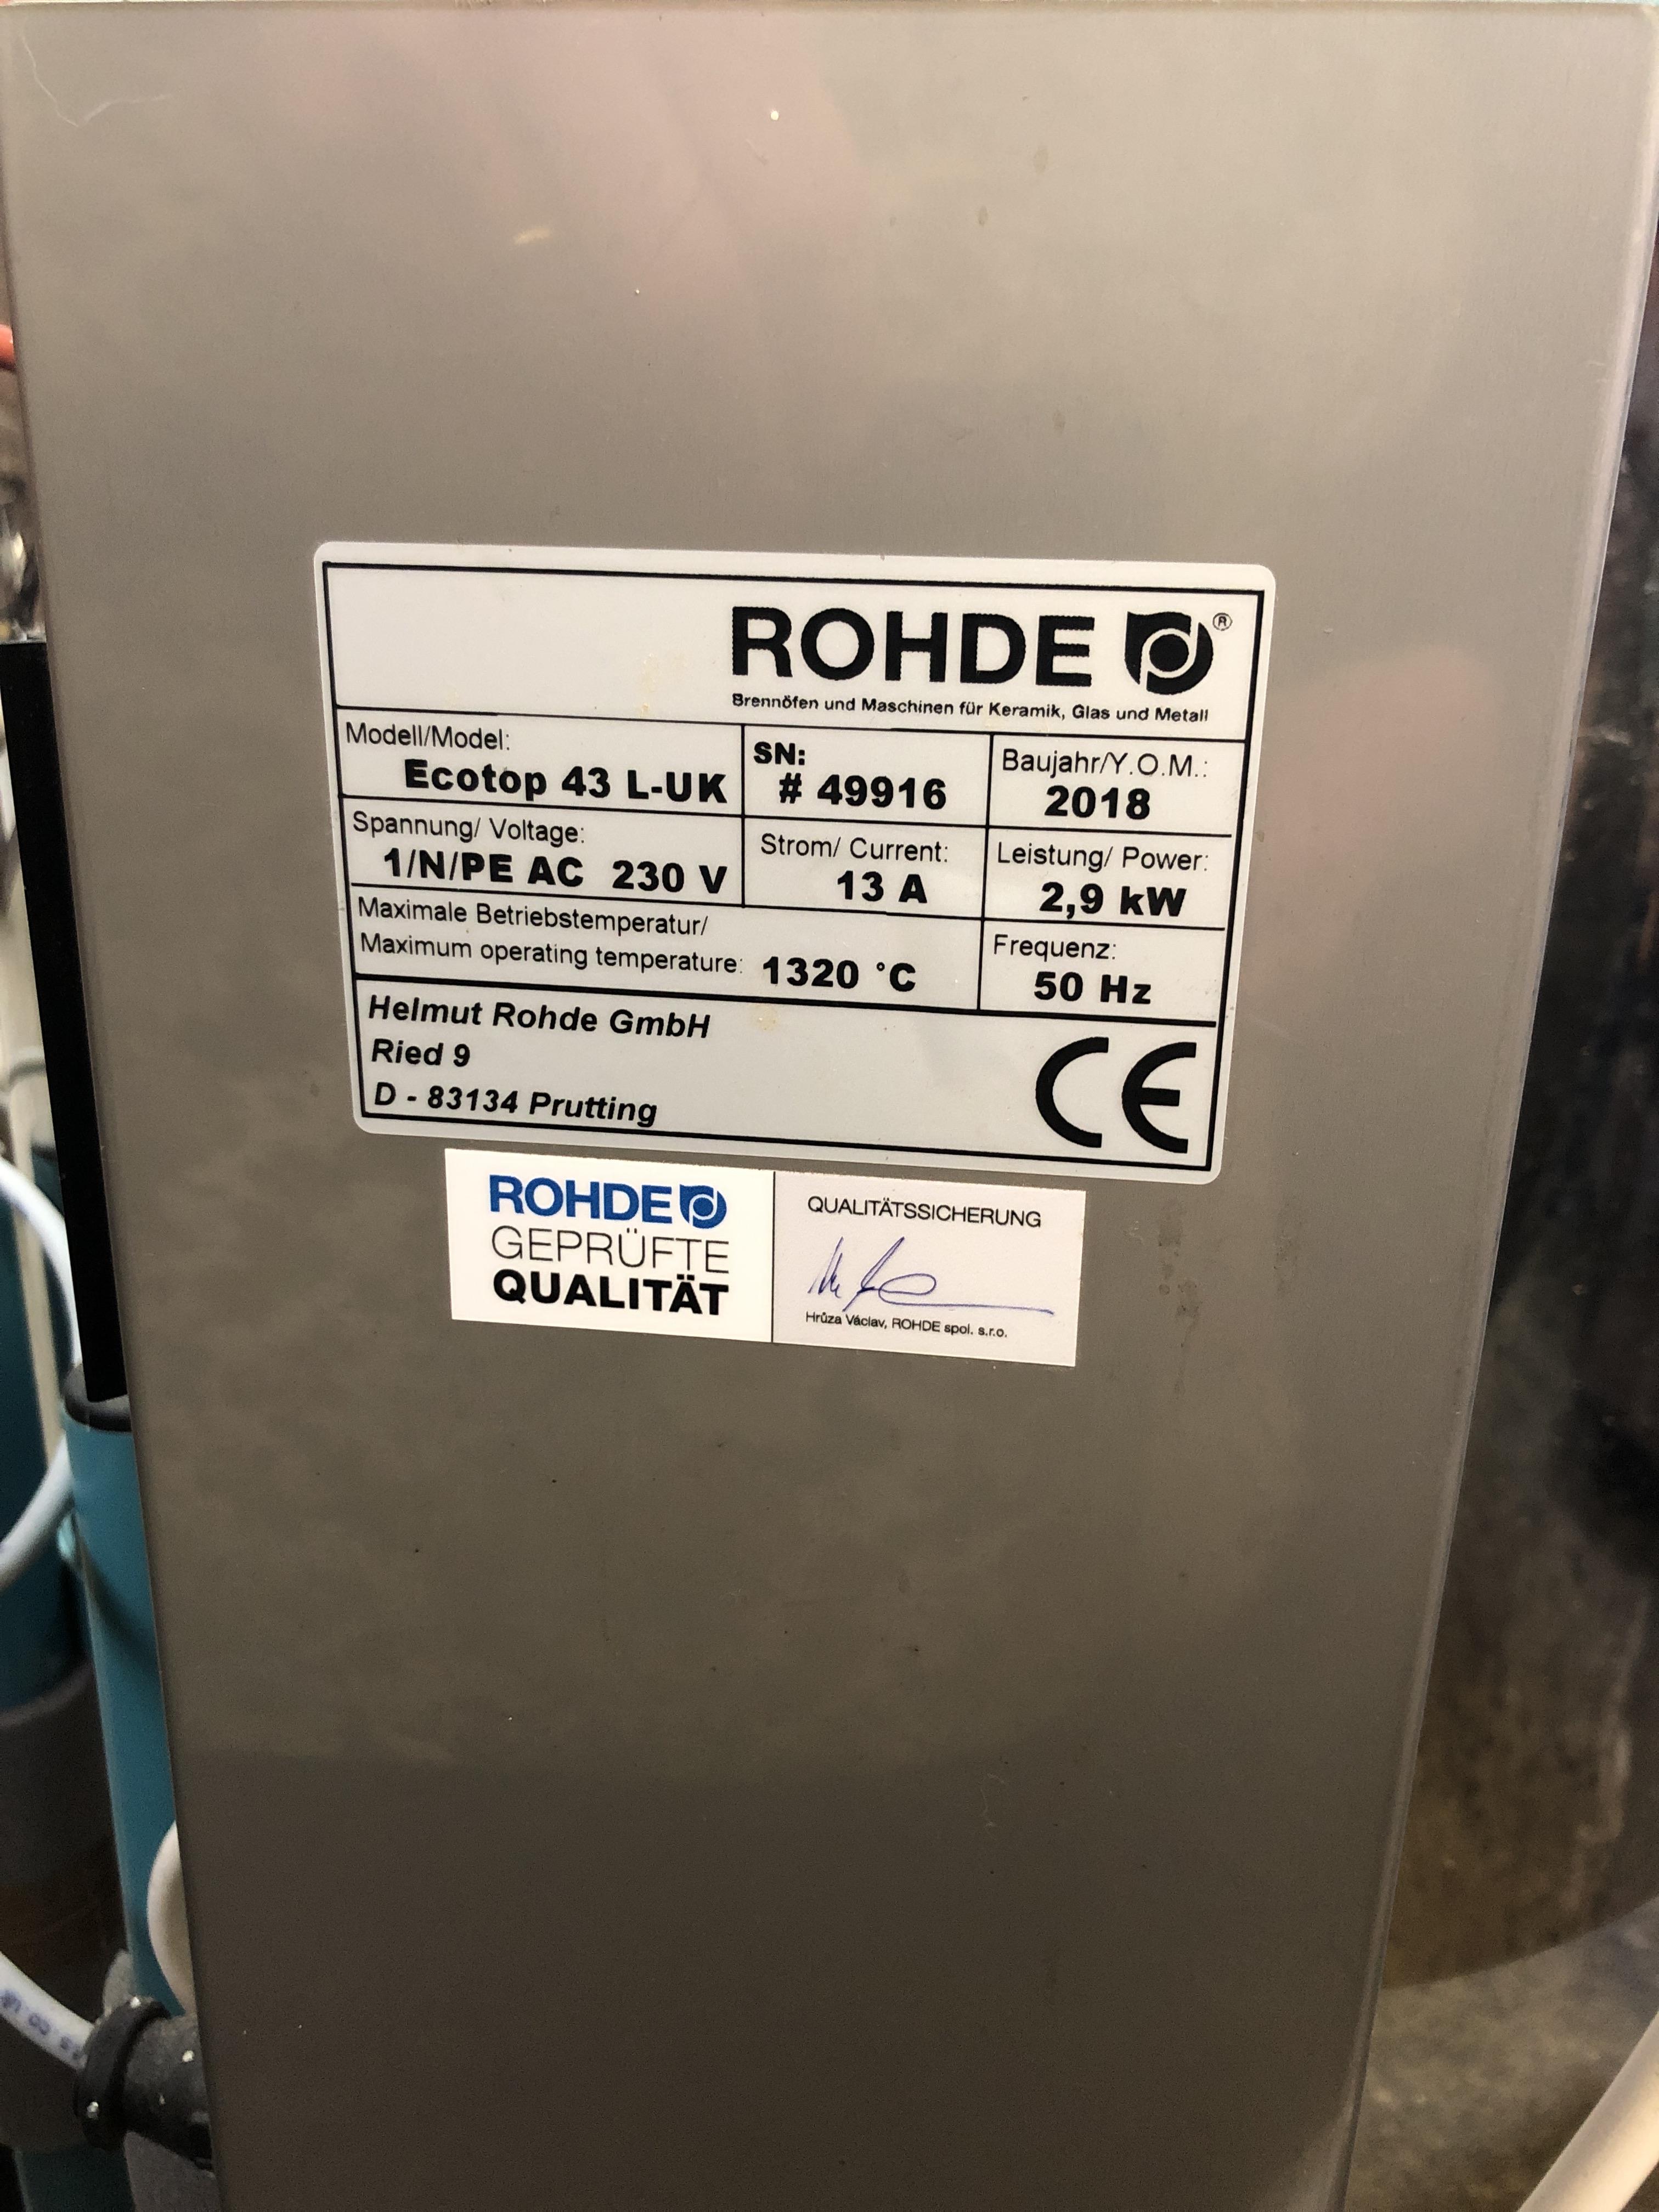 ROHDE ®
Brennöfen und Maschinen für Keramik, Glas und Metall
Modell/Model:
Ecotop 43 L-UK
SN:
# 49916
Baujahr/Y.O.M.:
2018
Spannung/ Voltage:
1/N/PE AC 230 V
Strom/ Current:
13 A
Leistung/ Power:
2,9 kW
Maximale Betriebstemperatur/
Maximum operating temperature: 1320 °C
Frequenz:
50 Hz
Helmut Rohde GmbH
Ried 9
D - 83134 Prutting
CE
ROHDE
GEPRÜFTE
QUALITÄT
QUALITÄTSSICHERUNG
Hrůza Václav, ROHDE spol. s.r.o.